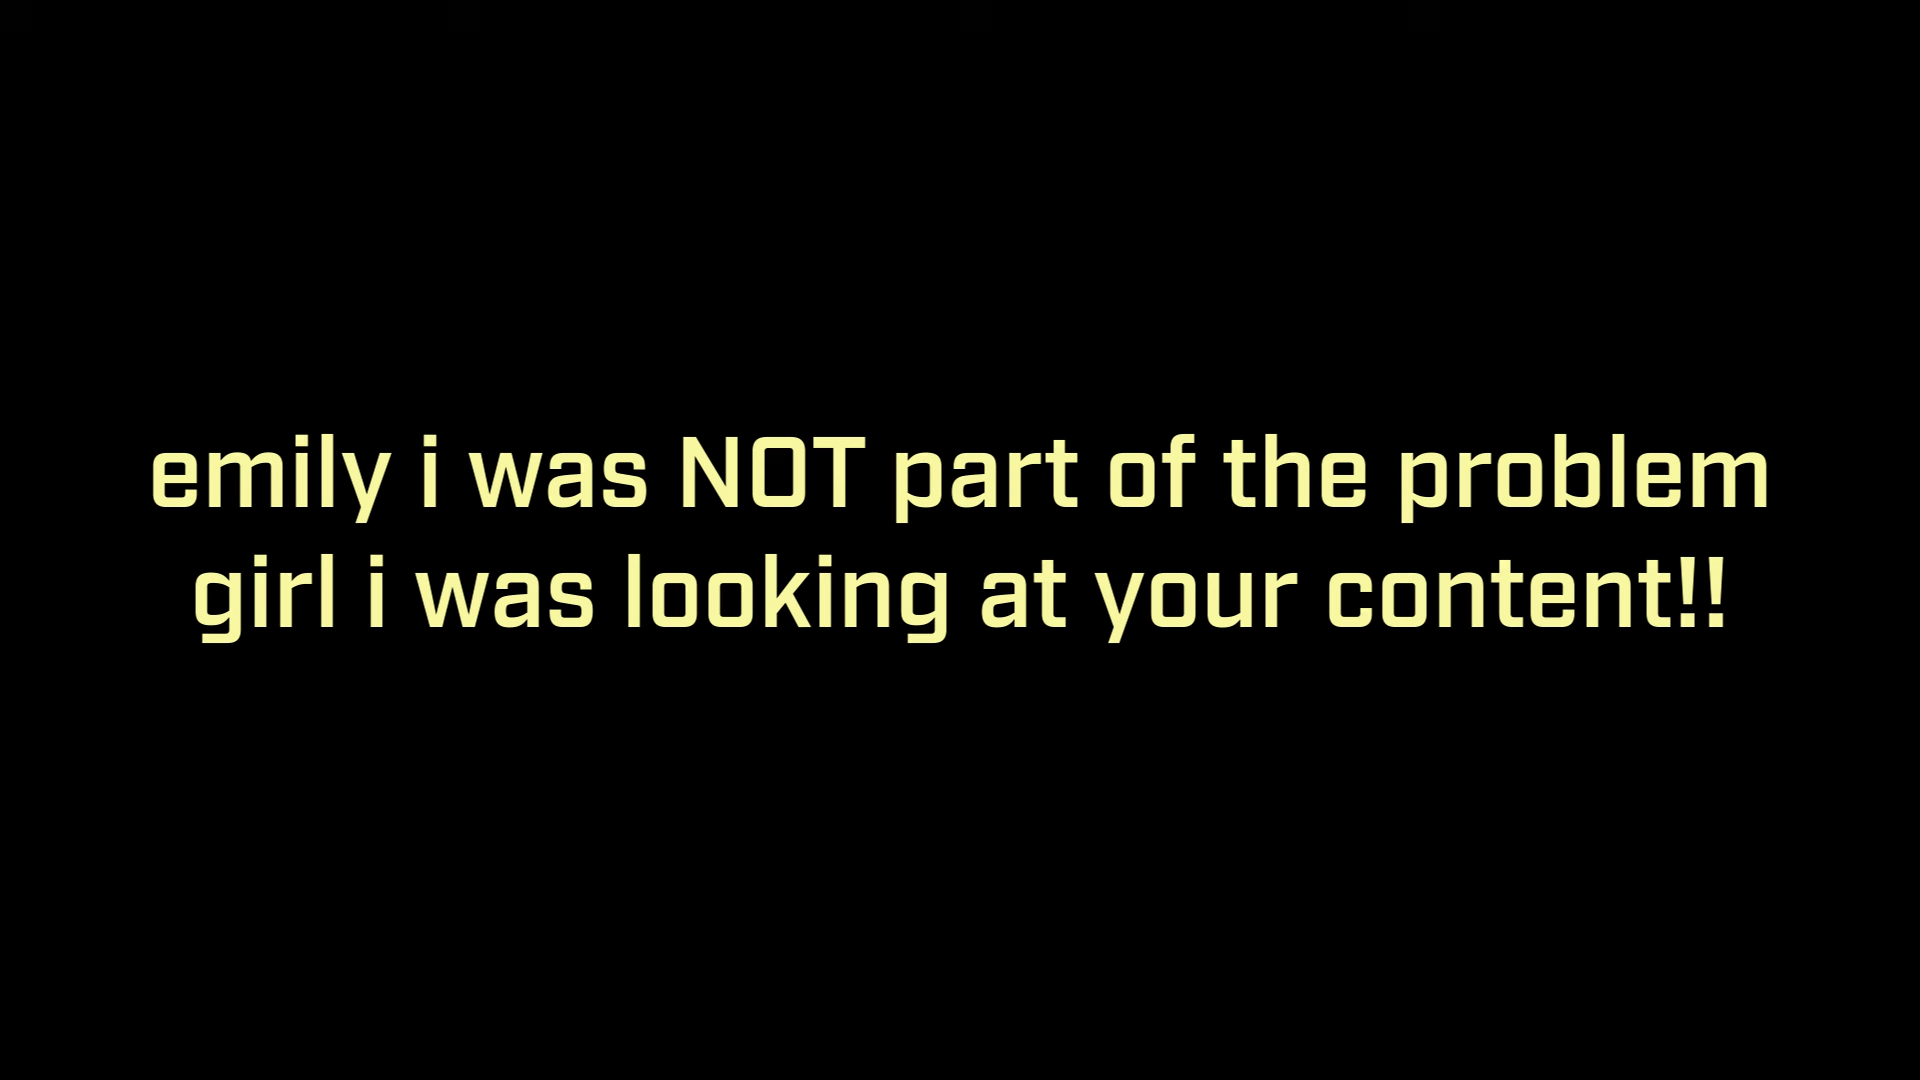 emily i was NOT part of the problem
girl i was looking at your content!!